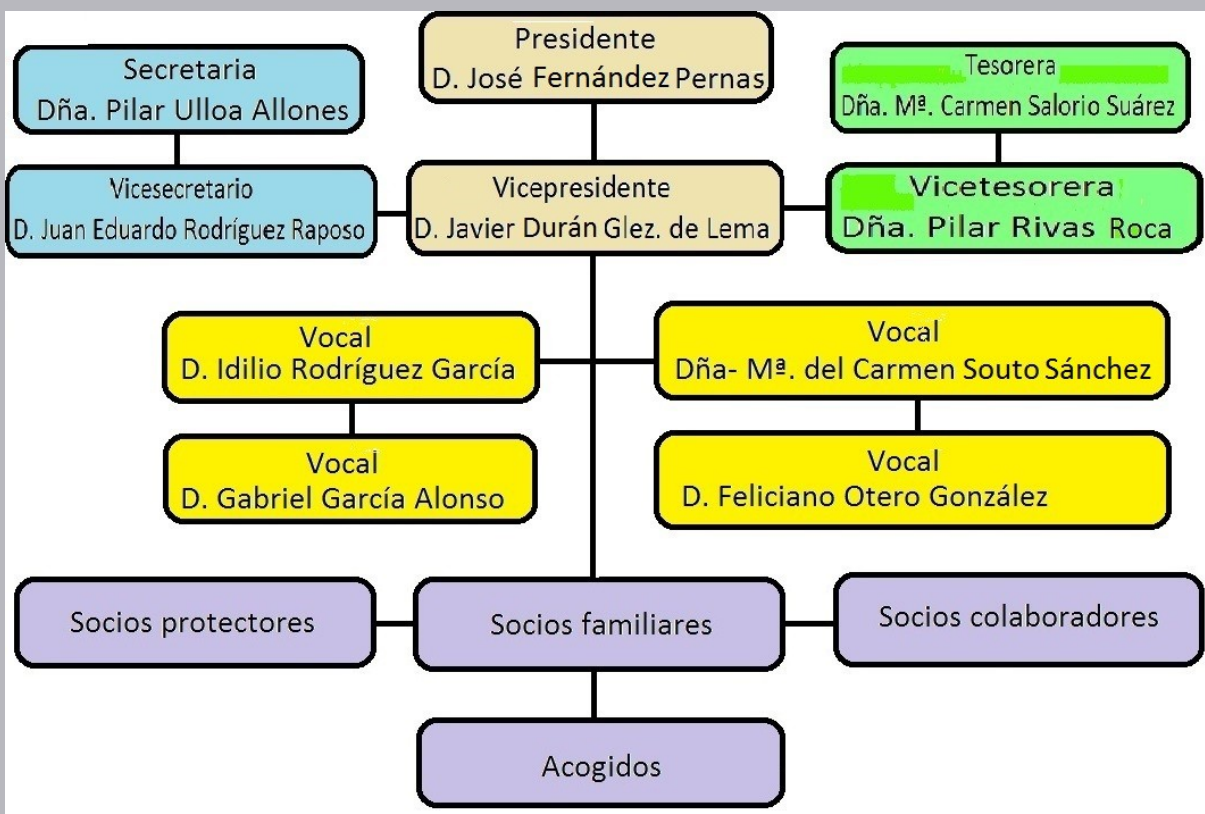 Presidente
D. José Fernández Pernas
Secretaria
Dña. Pilar Ulloa Allones
Tesorera
Dña. Mª. Carmen Salorio Suárez
Vicesecretario
D. Juan Eduardo Rodríguez Raposo
Vicepresidente
D. Javier Durán Glez. de Lema
Vicetesorera
Dña. Pilar Rivas Roca
Vocal
D. Idilio Rodríguez García
Vocal
Dña- Mª. del Carmen Souto Sánchez
Vocal
D. Gabriel García Alonso
Vocal
D. Feliciano Otero González
Socios protectores
Socios familiares
Socios colaboradores
Acogidos